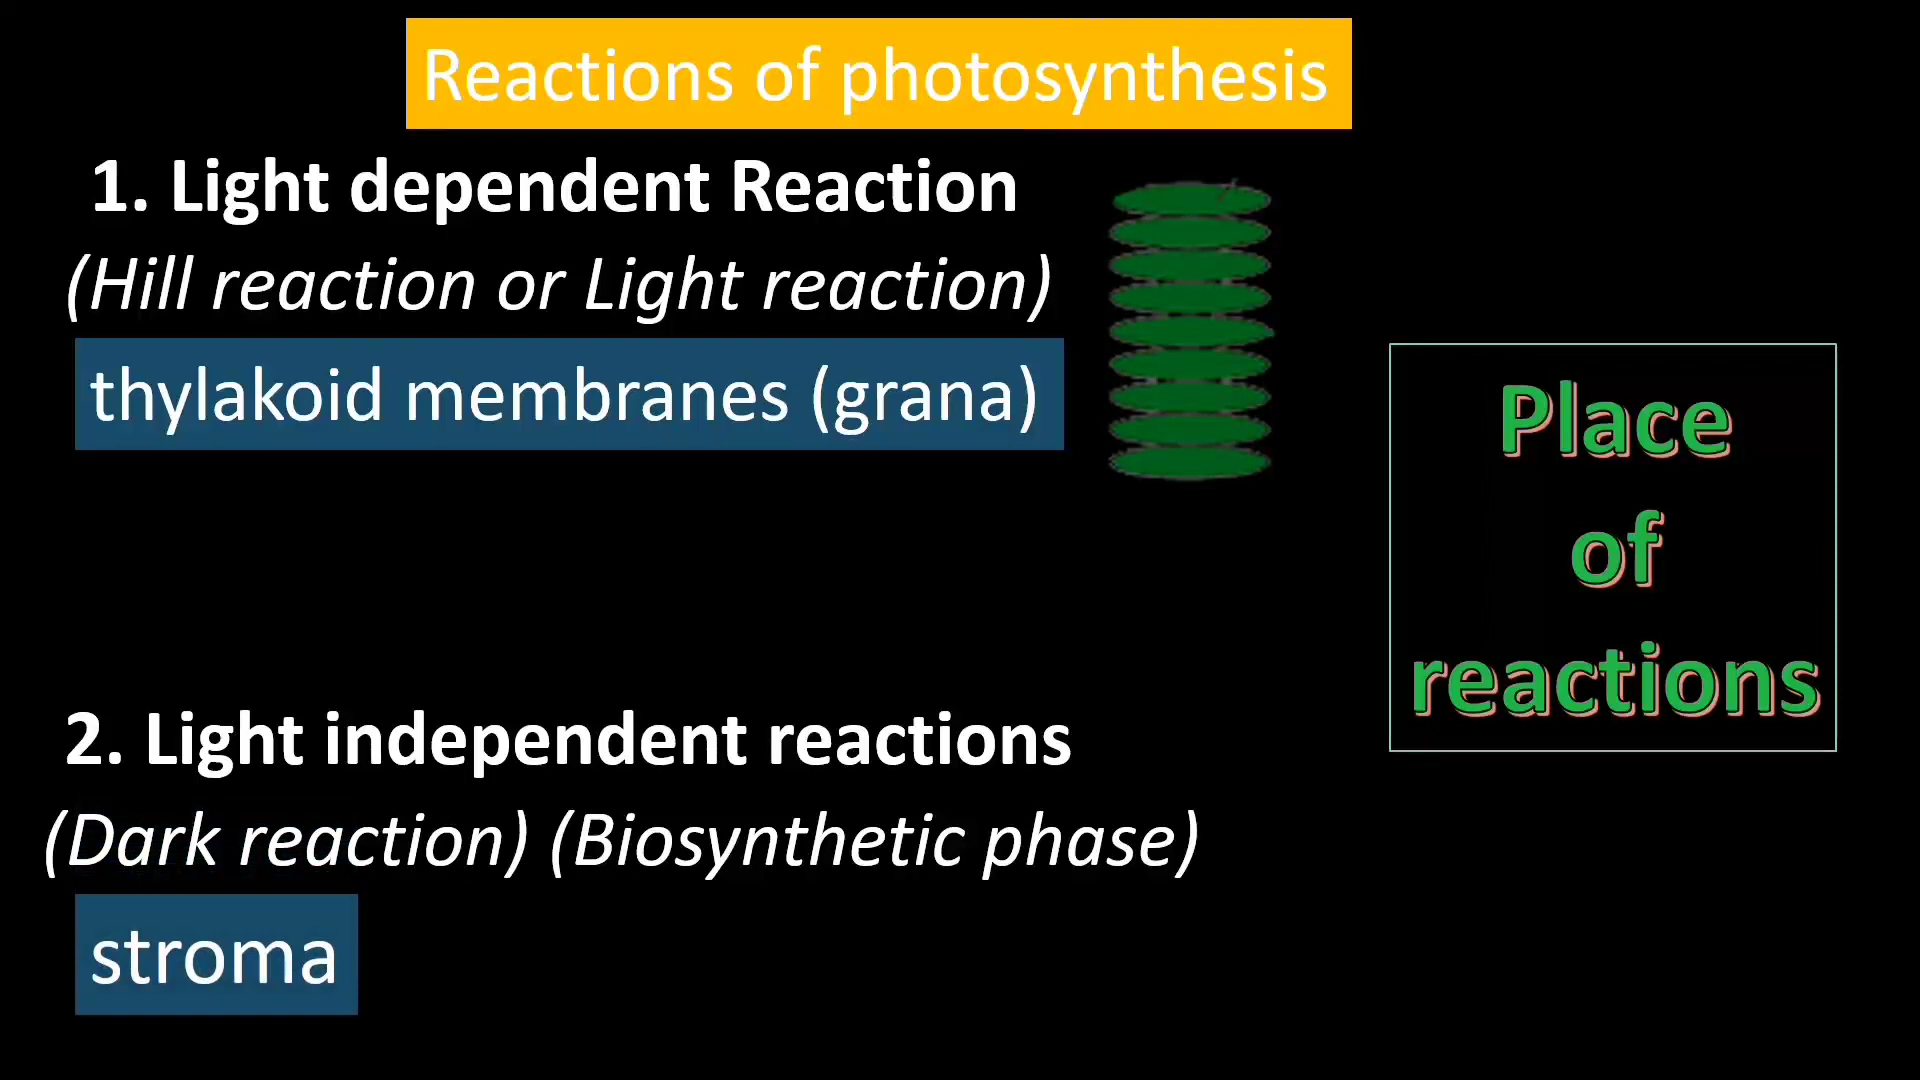 Reactions of photosynthesis
1. Light dependent Reaction
(Hill reaction or Light reaction)
thylakoid membranes (grana)
Place
of
reactions
2. Light independent reactions
(Dark reaction) (Biosynthetic phase)
stroma